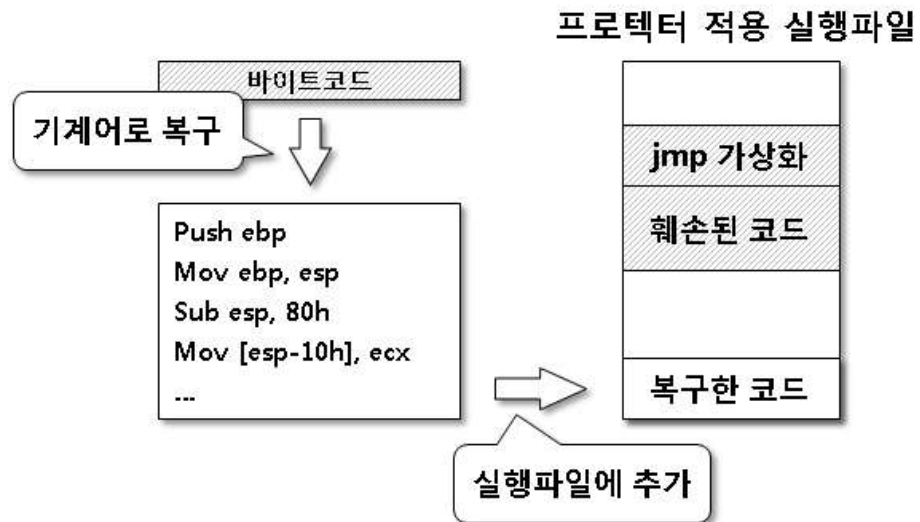 프로텍터 적용 실행파일
바이트코드
기계어로 복구
Push ebp
Mov ebp, esp
Sub esp, 80h
Mov [esp-10h], ecx
...
jmp 가상화
훼손된 코드
복구한 코드
실행파일에 추가